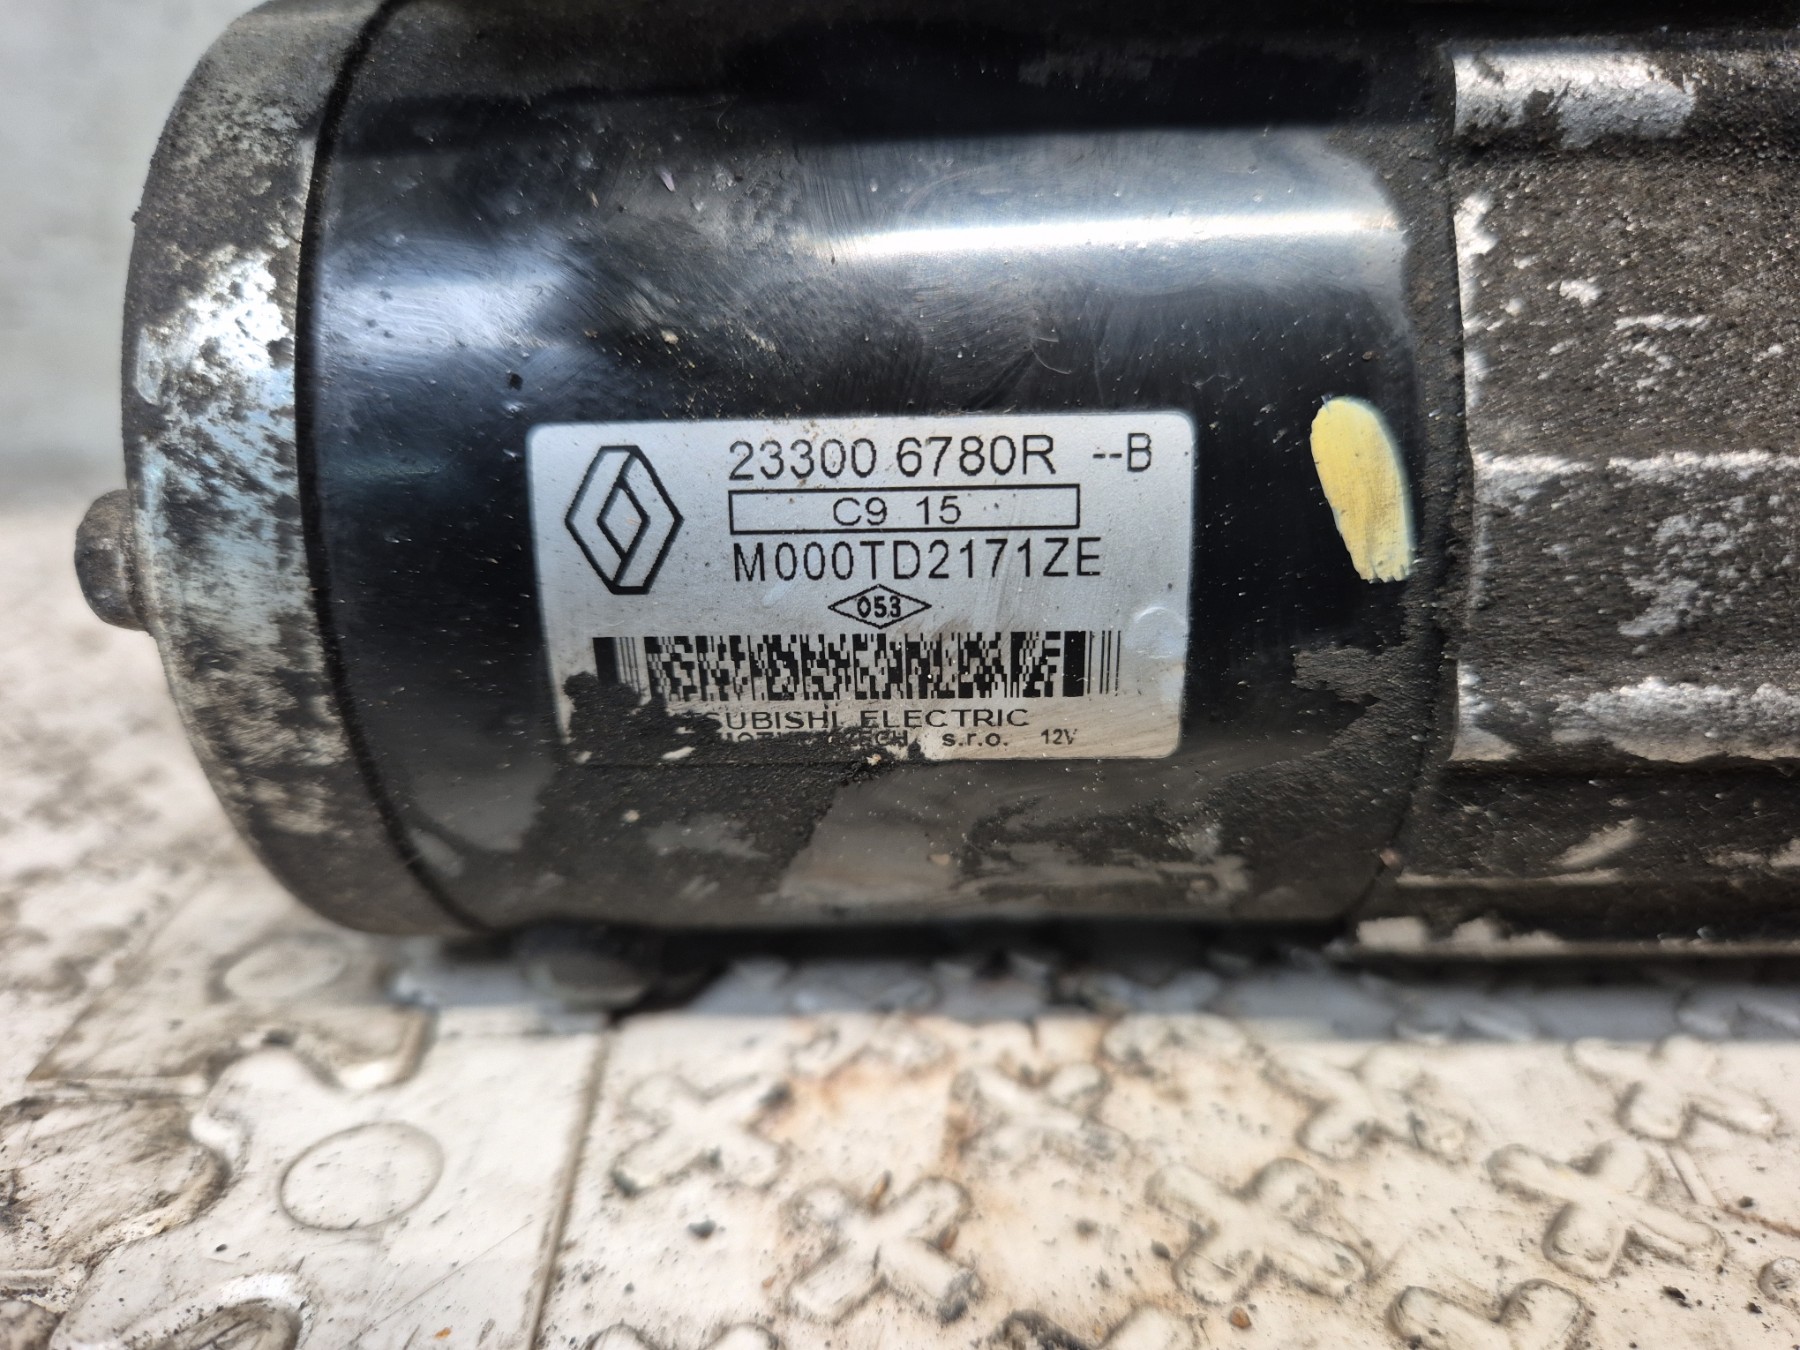 23300 6780R --B
C9 15
M000TD2171ZE
053
SUBISHI ELECTRIC
s.r.o. 12V